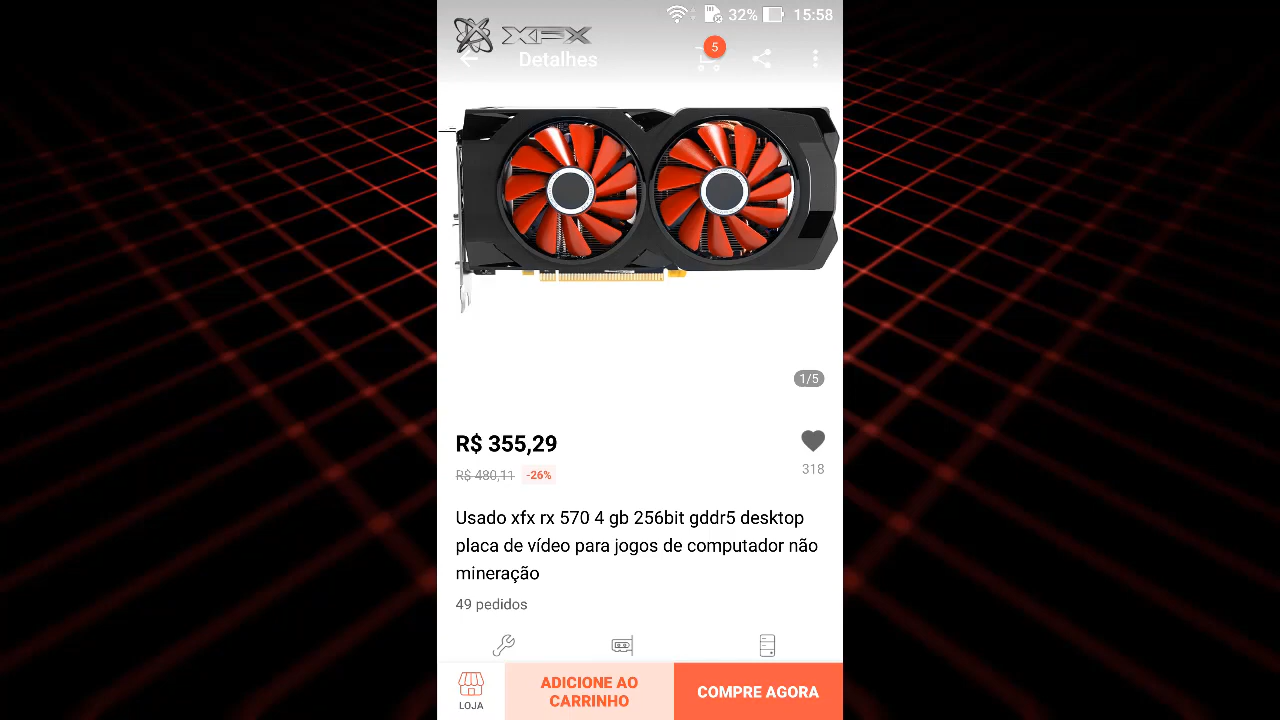 32% 15:58
XFX
Detalhes 5
1/5
R$ 355,29
318
R$ 480,11 -26%
Usado xfx rx 570 4 gb 256bit gddr5 desktop
placa de vídeo para jogos de computador não
mineração
49 pedidos
LOJA
ADICIONE AO
CARRINHO
COMPRE AGORA